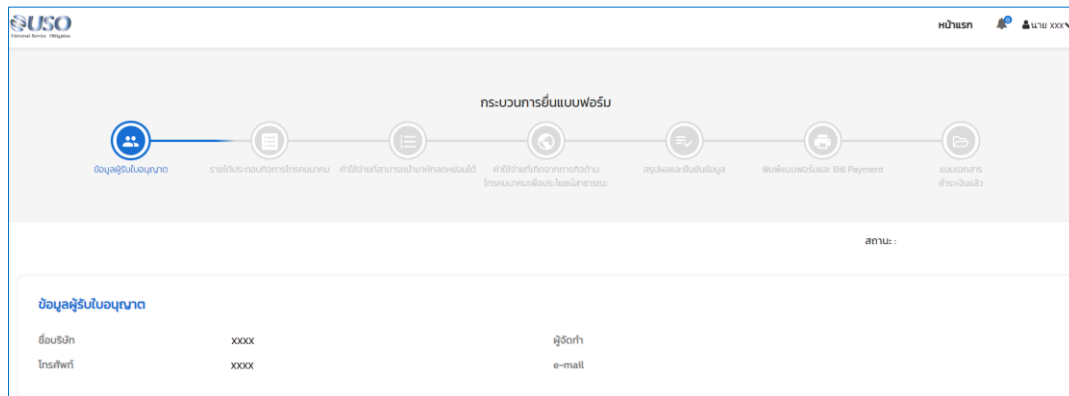 USO
Universal Service Obligation
หน้าแรก
0
นาย xxx
กระบวนการยื่นแบบฟอร์ม
ข้อมูลผู้รับใบอนุญาต
รายได้ประกอบกิจการโทรคมนาคม
ค่าใช้จ่ายที่สามารถนำมาหักลดหย่อนได้
ค่าใช้จ่ายที่เกิดจากภารกิจด้าน
โทรคมนาคมเพื่อประโยชน์สาธารณะ
สรุปผลและยืนยันข้อมูล
พิมพ์แบบฟอร์มและ Bill Payment
แนบเอกสาร
ชำระเงินแล้ว
สถานะ :
ข้อมูลผู้รับใบอนุญาต
ชื่อบริษัท xxxx ผู้จัดทำ
โทรศัพท์ xxxx e-mail